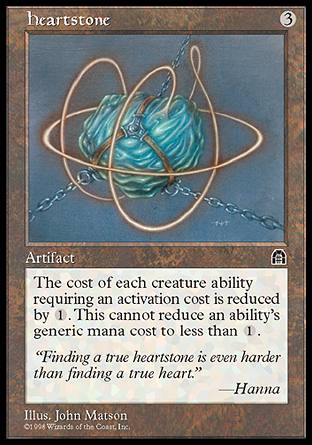 Heartstone 3
Artifact
The cost of each creature ability
requiring an activation cost is reduced
by 1. This cannot reduce an ability's
generic mana cost to less than 1.
"Finding a true heartstone is even harder
than finding a true heart."
—Hanna
Illus. John Matson
©1998 Wizards of the Coast, Inc.